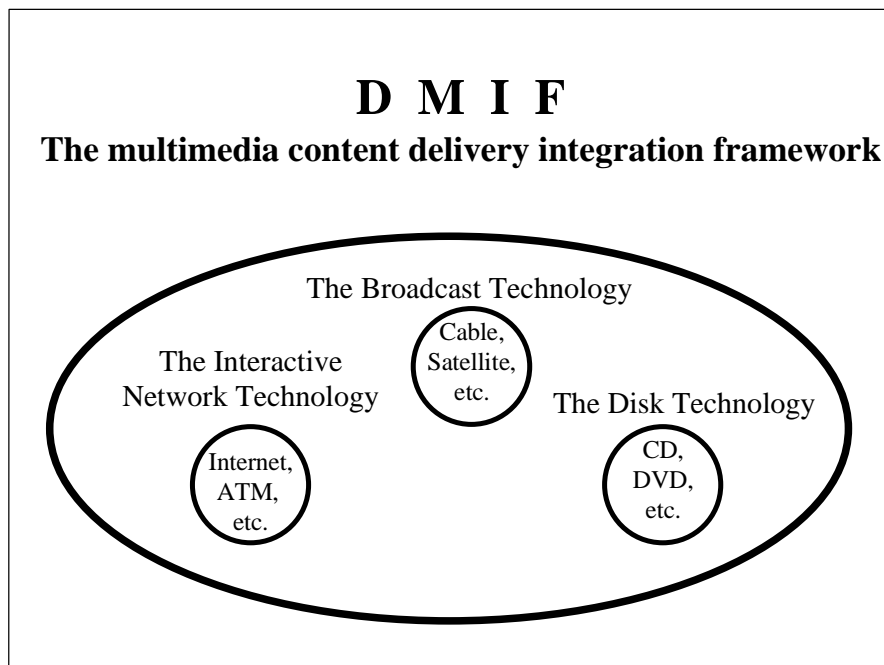 D M I F
The multimedia content delivery integration framework
The Broadcast Technology
Cable,
Satellite,
etc.
The Interactive
Network Technology
Internet,
ATM,
etc.
The Disk Technology
CD,
DVD,
etc.